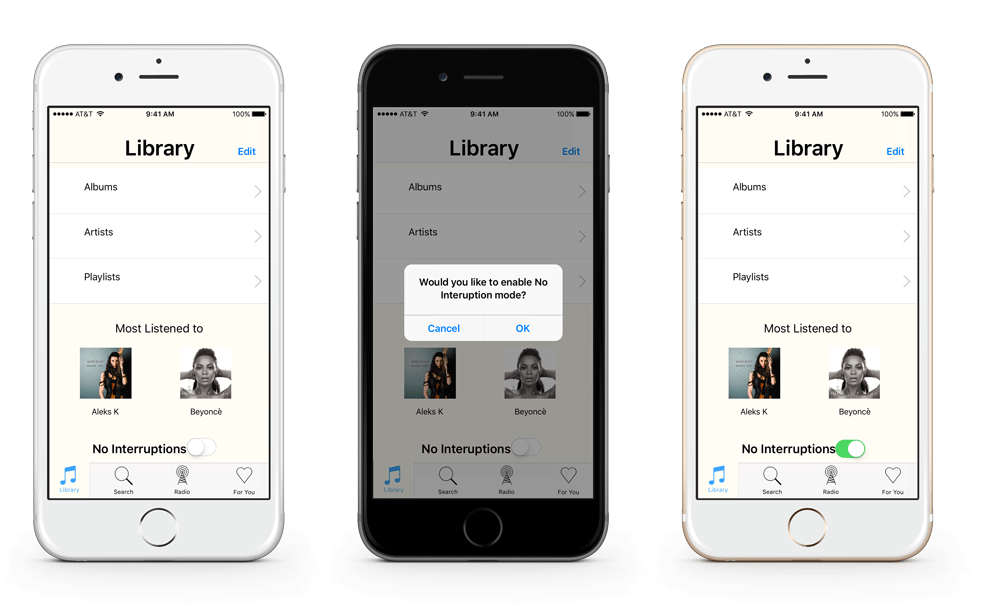 ●●●●● AT&T 9:41 AM 100%
Library
Edit
Albums
Artists
Playlists
Most Listened to
Aleks K
Beyoncè
No Interruptions
Library Search Radio For You
●●●●● AT&T 9:41 AM 100%
Library
Edit
Albums
Artists
Would you like to enable No
Interuption mode?
Cancel OK
Aleks K
Beyoncè
No Interruptions
Library Search Radio For You
●●●●● AT&T 9:41 AM 100%
Library
Edit
Albums
Artists
Playlists
Most Listened to
Aleks K
Beyoncè
No Interruptions
Library Search Radio For You